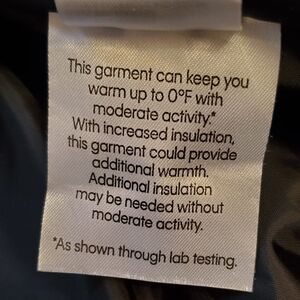 This garment can keep you
warm up to 0°F with
moderate activity.*
With increased insulation,
this garment could provide
additional warmth.
Additional insulation
may be needed without
moderate activity.
*As shown through lab testing.